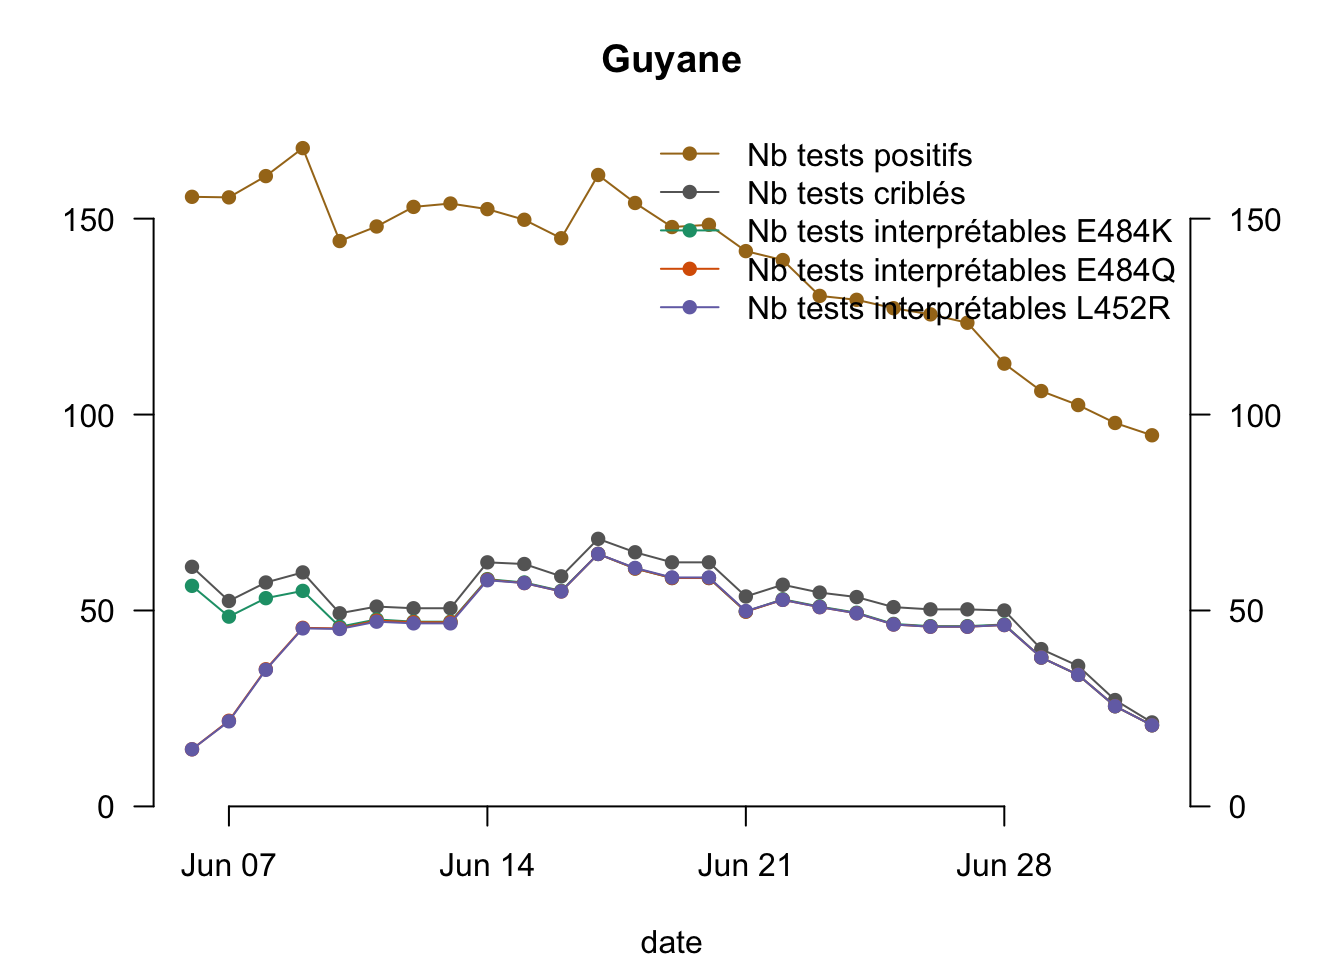 Guyane
Nb tests positifs
Nb tests criblés
Nb tests interprétables E484K
Nb tests interprétables E484Q
Nb tests interprétables L452R
150
100
50
0
150
100
50
0
Jun 07
Jun 14
Jun 21
Jun 28
date